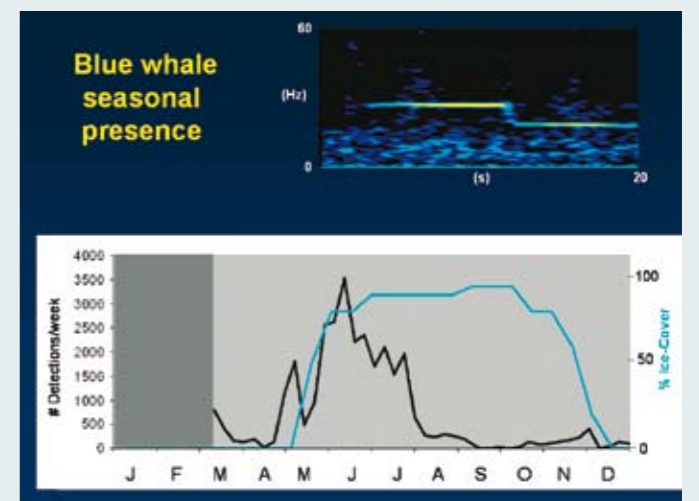 Blue whale
seasonal
presence
60
(Hz)
0
(s)
20
# Detections/week
4000
3500
3000
2500
2000
1500
1000
500
0
100
50
0
% Ice-Cover
J F M A M J J A S O N D